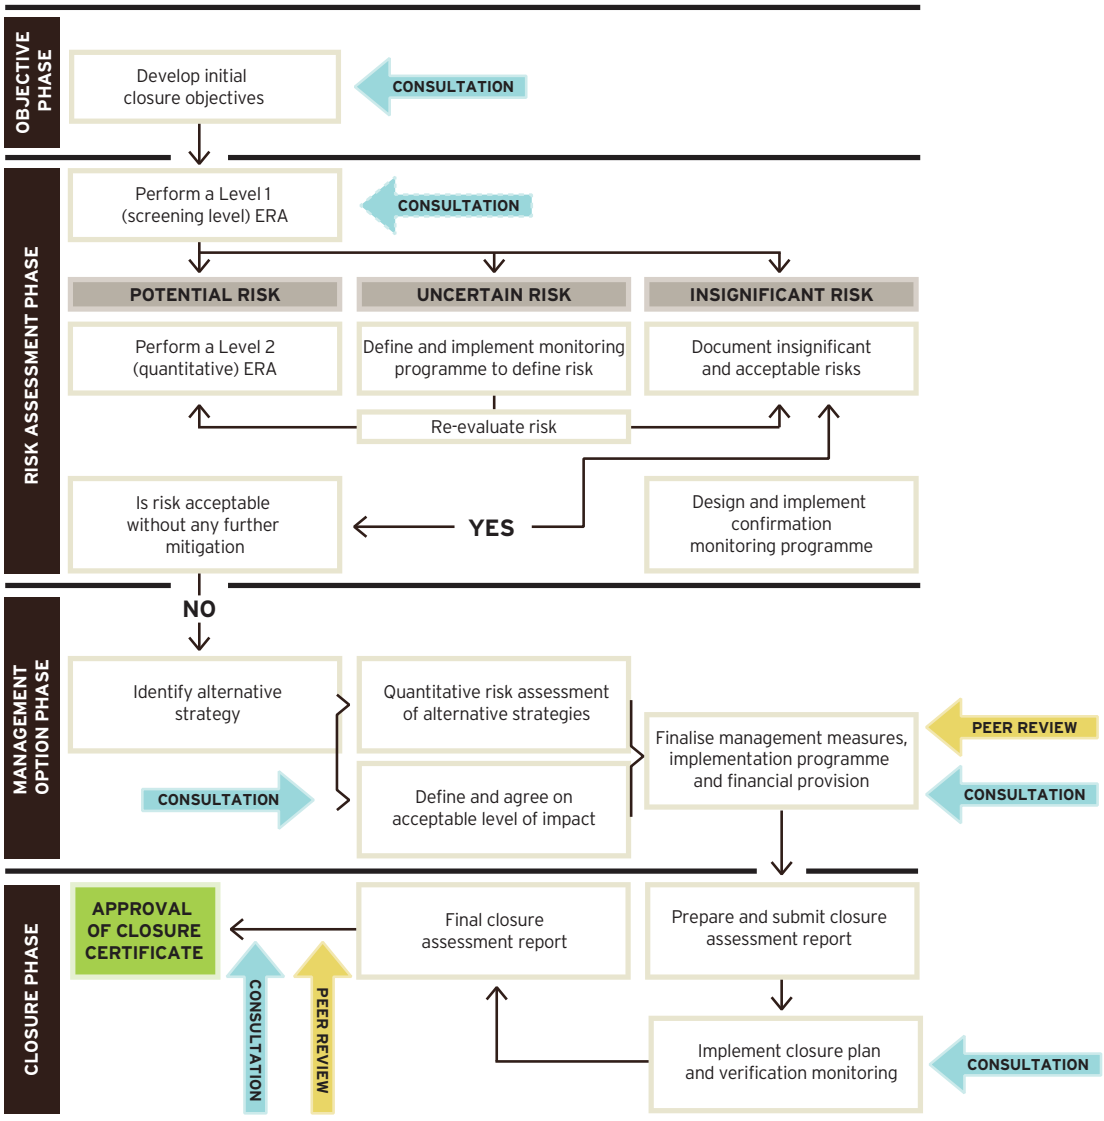 OBJECTIVE
PHASE
Develop initial
closure objectives
CONSULTATION
RISK ASSESSMENT PHASE
Perform a Level 1
(screening level) ERA
CONSULTATION
POTENTIAL RISK
UNCERTAIN RISK
INSIGNIFICANT RISK
Perform a Level 2
(quantitative) ERA
Define and implement monitoring
programme to define risk
Document insignificant
and acceptable risks
Re-evaluate risk
Is risk acceptable
without any further
mitigation
YES
Design and implement
confirmation
monitoring programme
NO
MANAGEMENT
OPTION PHASE
Identify alternative
strategy
Quantitative risk assessment
of alternative strategies
CONSULTATION
Define and agree on
acceptable level of impact
Finalise management measures,
implementation programme
and financial provision
PEER REVIEW
CONSULTATION
CLOSURE PHASE
APPROVAL
OF CLOSURE
CERTIFICATE
CONSULTATION
PEER REVIEW
Final closure
assessment report
Prepare and submit closure
assessment report
Implement closure plan
and verification monitoring
CONSULTATION